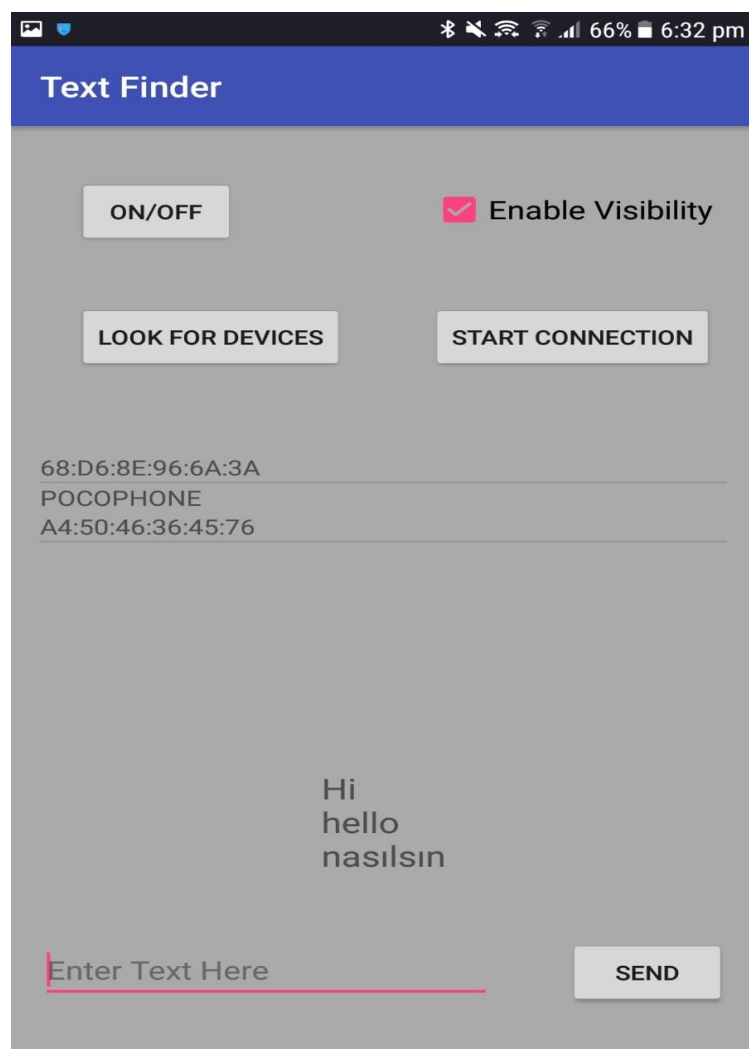 66% 6:32 pm
Text Finder
ON/OFF Enable Visibility
LOOK FOR DEVICES START CONNECTION
68:D6:8E:96:6A:3A
POCOPHONE
A4:50:46:36:45:76
Hi
hello
nasılsın
Enter Text Here SEND